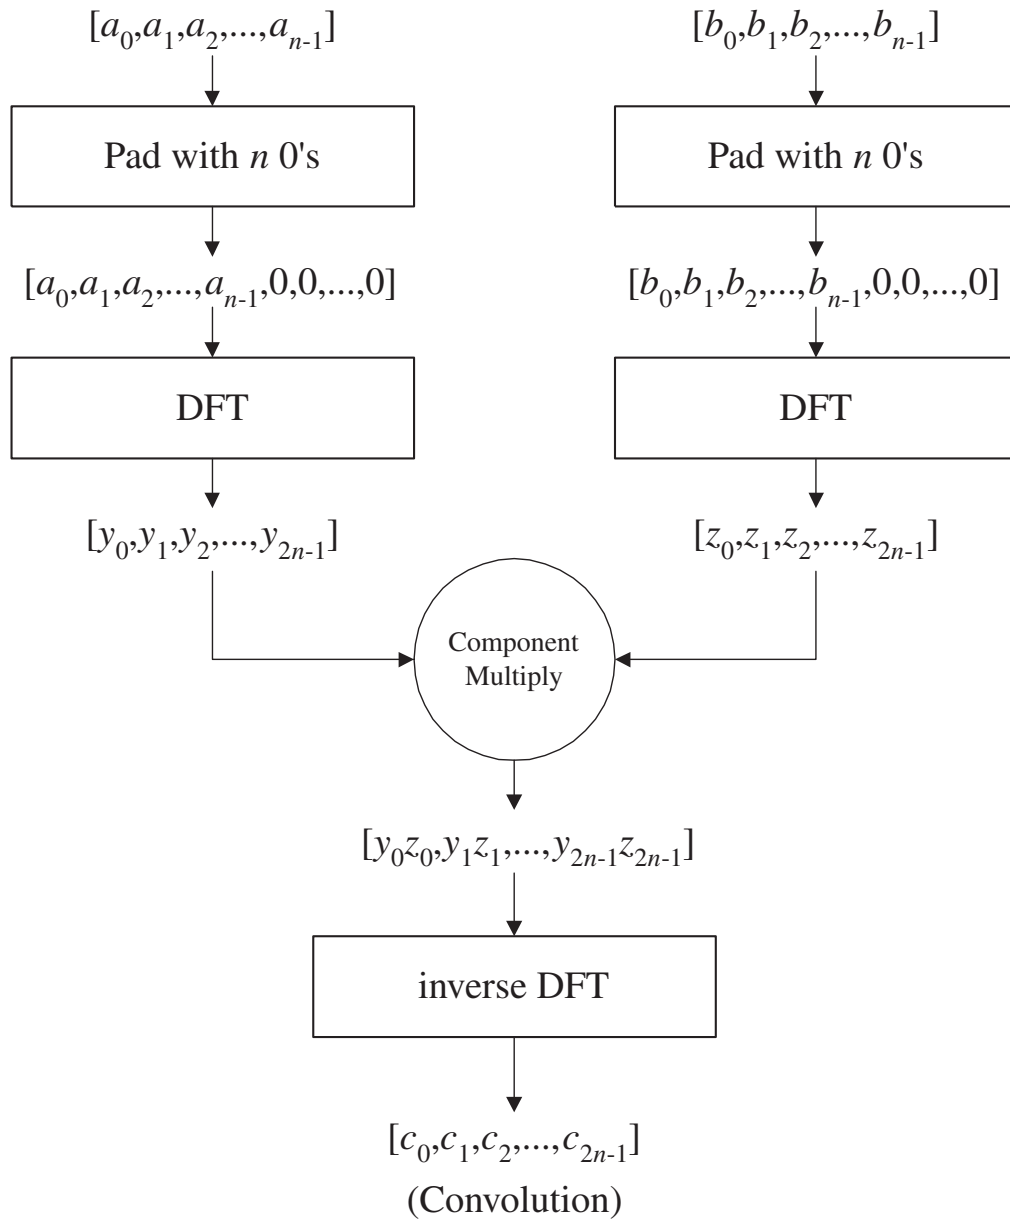 [a₀,a₁,a₂,...,aₙ₋₁]
[b₀,b₁,b₂,...,bₙ₋₁]
Pad with n 0's
Pad with n 0's
[a₀,a₁,a₂,...,aₙ₋₁,0,0,...,0]
[b₀,b₁,b₂,...,bₙ₋₁,0,0,...,0]
DFT
DFT
[y₀,y₁,y₂,...,y₂ₙ₋₁]
[z₀,z₁,z₂,...,z₂ₙ₋₁]
Component
Multiply
[y₀z₀,y₁z₁,...,y₂ₙ₋₁z₂ₙ₋₁]
inverse DFT
[c₀,c₁,c₂,...,c₂ₙ₋₁]
(Convolution)